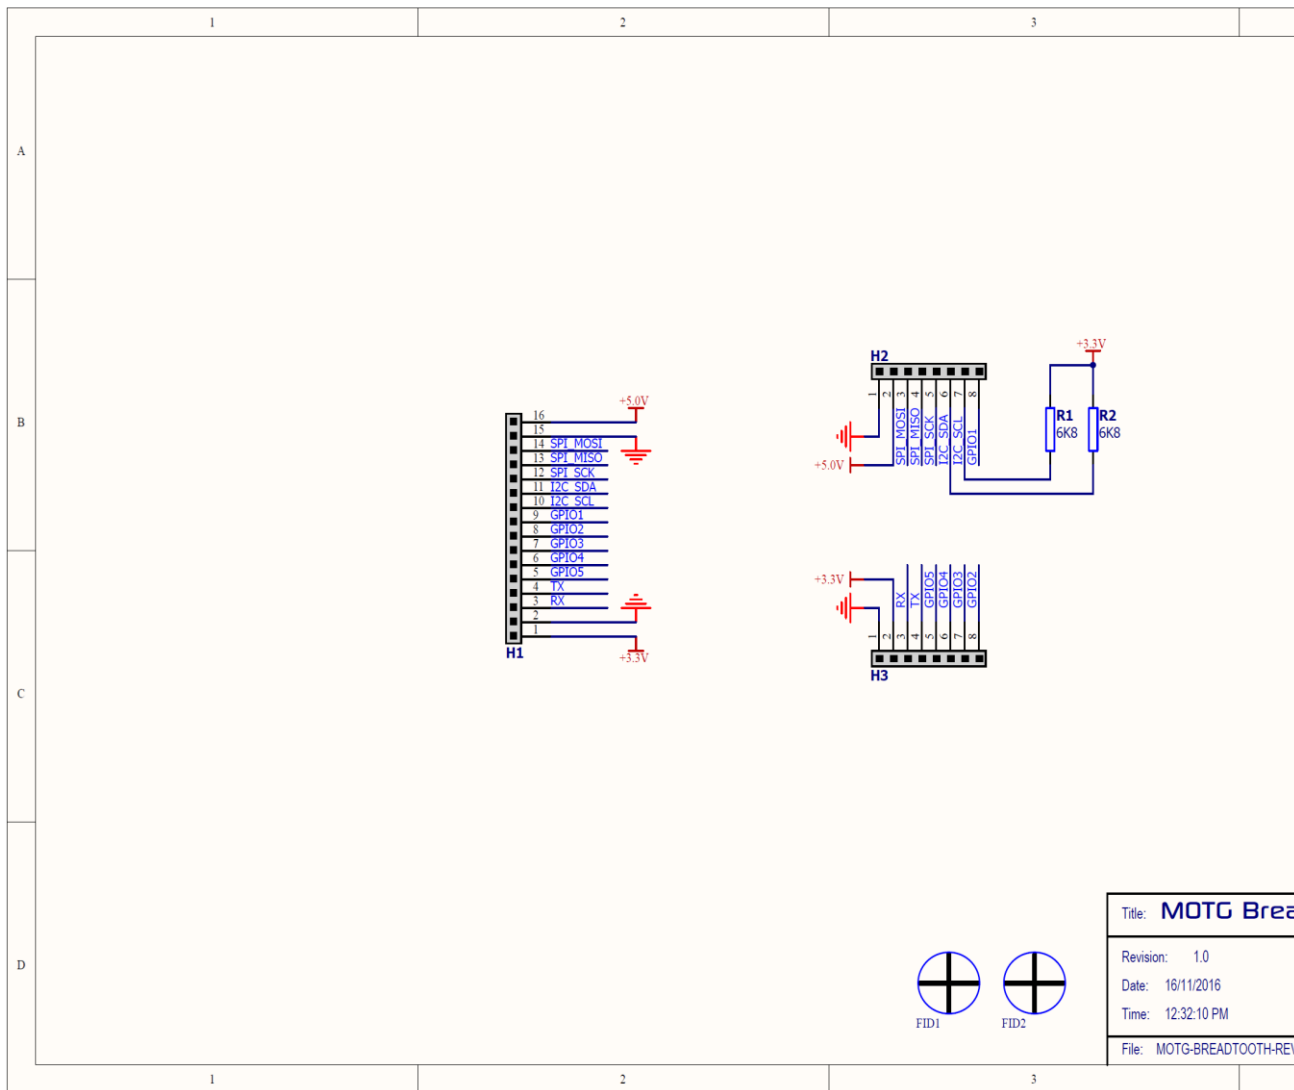 1 2 3
A
B
C
D
H1
16
15
14 SPI_MOSI
13 SPI_MISO
12 SPI_SCK
11 I2C_SDA
10 I2C_SCL
9 GPIO1
8 GPIO2
7 GPIO3
6 GPIO4
5 GPIO5
4 TX
3 RX
2
1
+5.0V
+3.3V
H2
1
2
3 SPI_MOSI
4 SPI_MISO
5 SPI_SCK
6 I2C_SDA
7 I2C_SCL
8 GPIO1
+5.0V
+3.3V
R1
6K8
R2
6K8
+3.3V
1
2
3 RX
4 TX
5 GPIO5
6 GPIO4
7 GPIO3
8 GPIO2
H3
FID1 FID2
Title: MOTG Brea
Revision: 1.0
Date: 16/11/2016
Time: 12:32:10 PM
File: MOTG-BREADTOOTH-REV
1 2 3